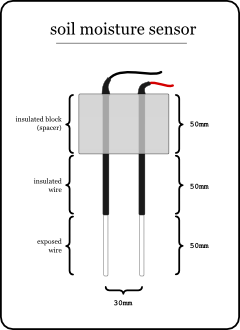 soil moisture sensor
insulated block
(spacer)
50mm
insulated
wire
50mm
exposed
wire
50mm
30mm